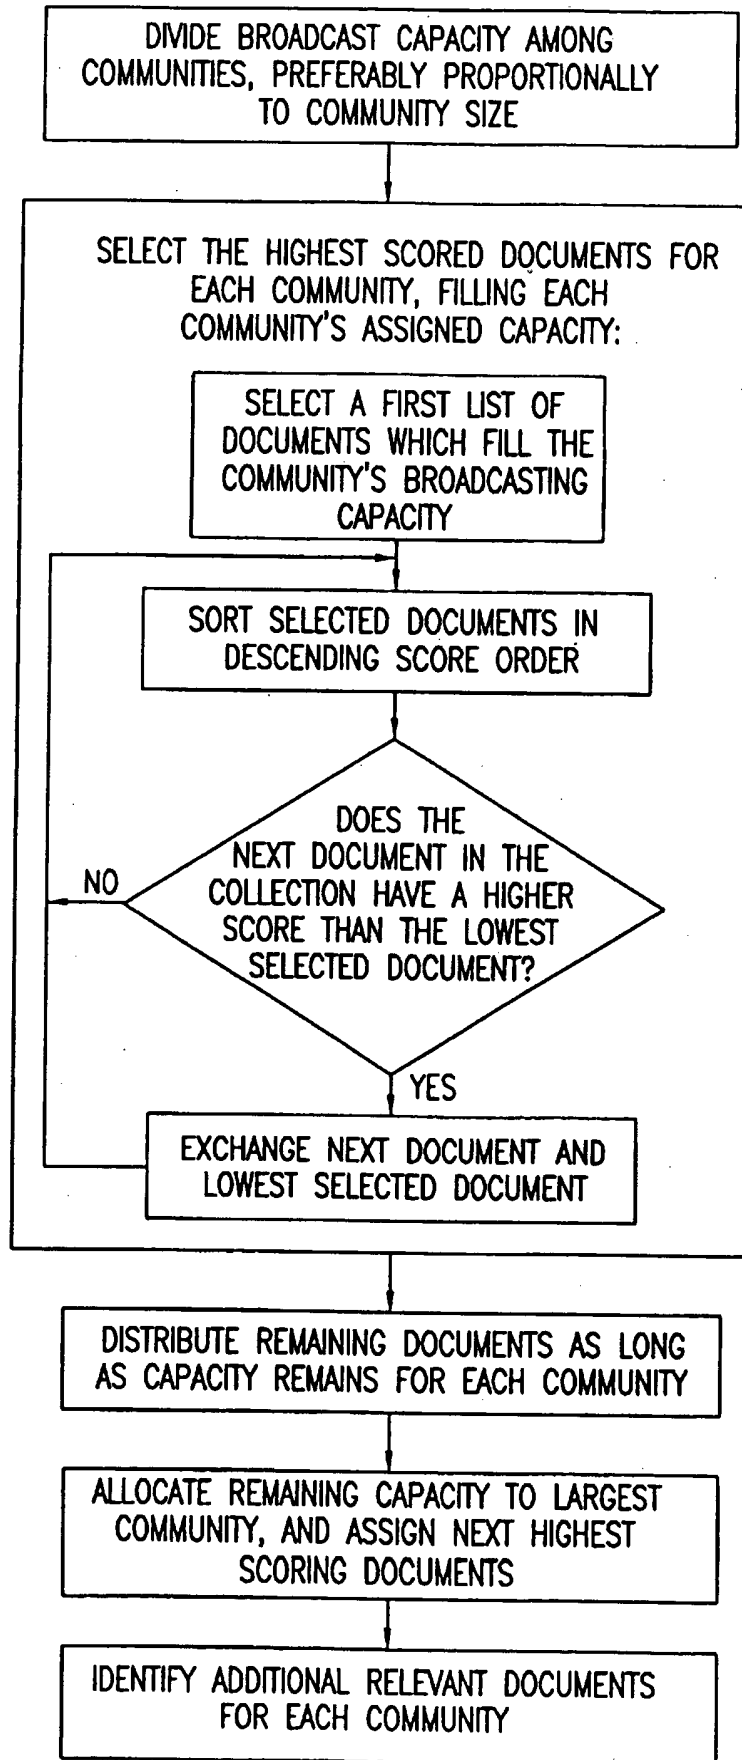 DIVIDE BROADCAST CAPACITY AMONG
COMMUNITIES, PREFERABLY PROPORTIONALLY
TO COMMUNITY SIZE
SELECT THE HIGHEST SCORED DOCUMENTS FOR
EACH COMMUNITY, FILLING EACH
COMMUNITY'S ASSIGNED CAPACITY:
SELECT A FIRST LIST OF
DOCUMENTS WHICH FILL THE
COMMUNITY'S BROADCASTING
CAPACITY
SORT SELECTED DOCUMENTS IN
DESCENDING SCORE ORDER
DOES THE
NEXT DOCUMENT IN THE
COLLECTION HAVE A HIGHER
SCORE THAN THE LOWEST
SELECTED DOCUMENT?
NO
YES
EXCHANGE NEXT DOCUMENT AND
LOWEST SELECTED DOCUMENT
DISTRIBUTE REMAINING DOCUMENTS AS LONG
AS CAPACITY REMAINS FOR EACH COMMUNITY
ALLOCATE REMAINING CAPACITY TO LARGEST
COMMUNITY, AND ASSIGN NEXT HIGHEST
SCORING DOCUMENTS
IDENTIFY ADDITIONAL RELEVANT DOCUMENTS
FOR EACH COMMUNITY